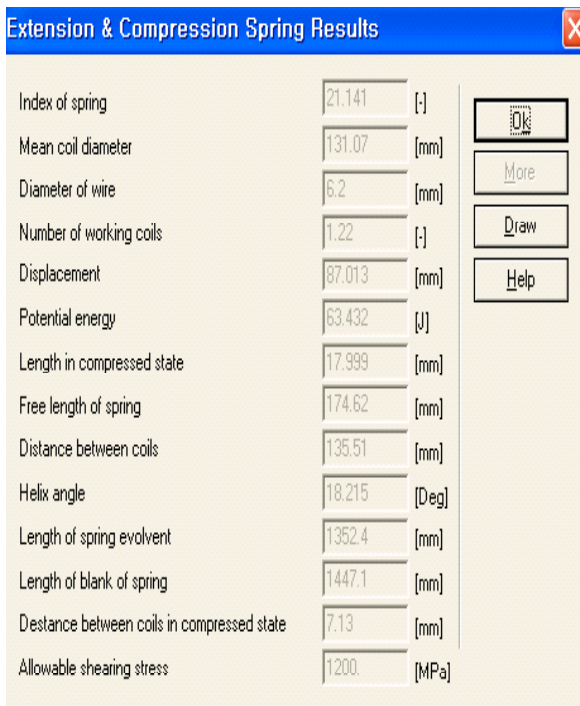 Extension & Compression Spring Results
Index of spring 21.141 [-]
Mean coil diameter 131.07 [mm]
Diameter of wire 6.2 [mm]
Number of working coils 1.22 [-]
Displacement 87.013 [mm]
Potential energy 63.432 [J]
Length in compressed state 17.999 [mm]
Free length of spring 174.62 [mm]
Distance between coils 135.51 [mm]
Helix angle 18.215 [Deg]
Length of spring evolvent 1352.4 [mm]
Length of blank of spring 1447.1 [mm]
Destance between coils in compressed state 7.13 [mm]
Allowable shearing stress 1200. [MPa]
Ok
More
Draw
Help